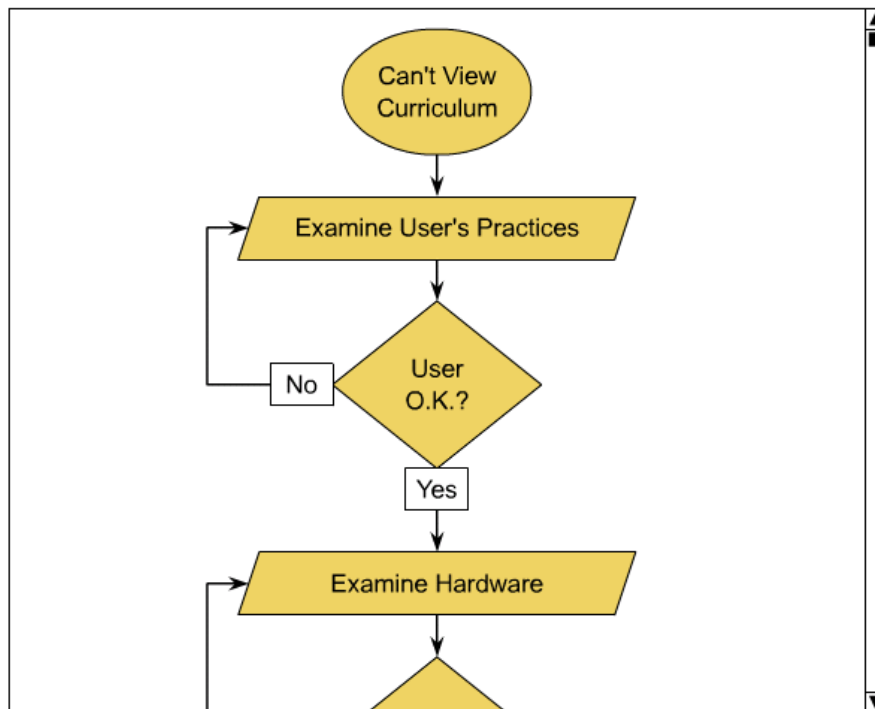 Can't View
Curriculum
Examine User's Practices
User
O.K.?
No
Yes
Examine Hardware